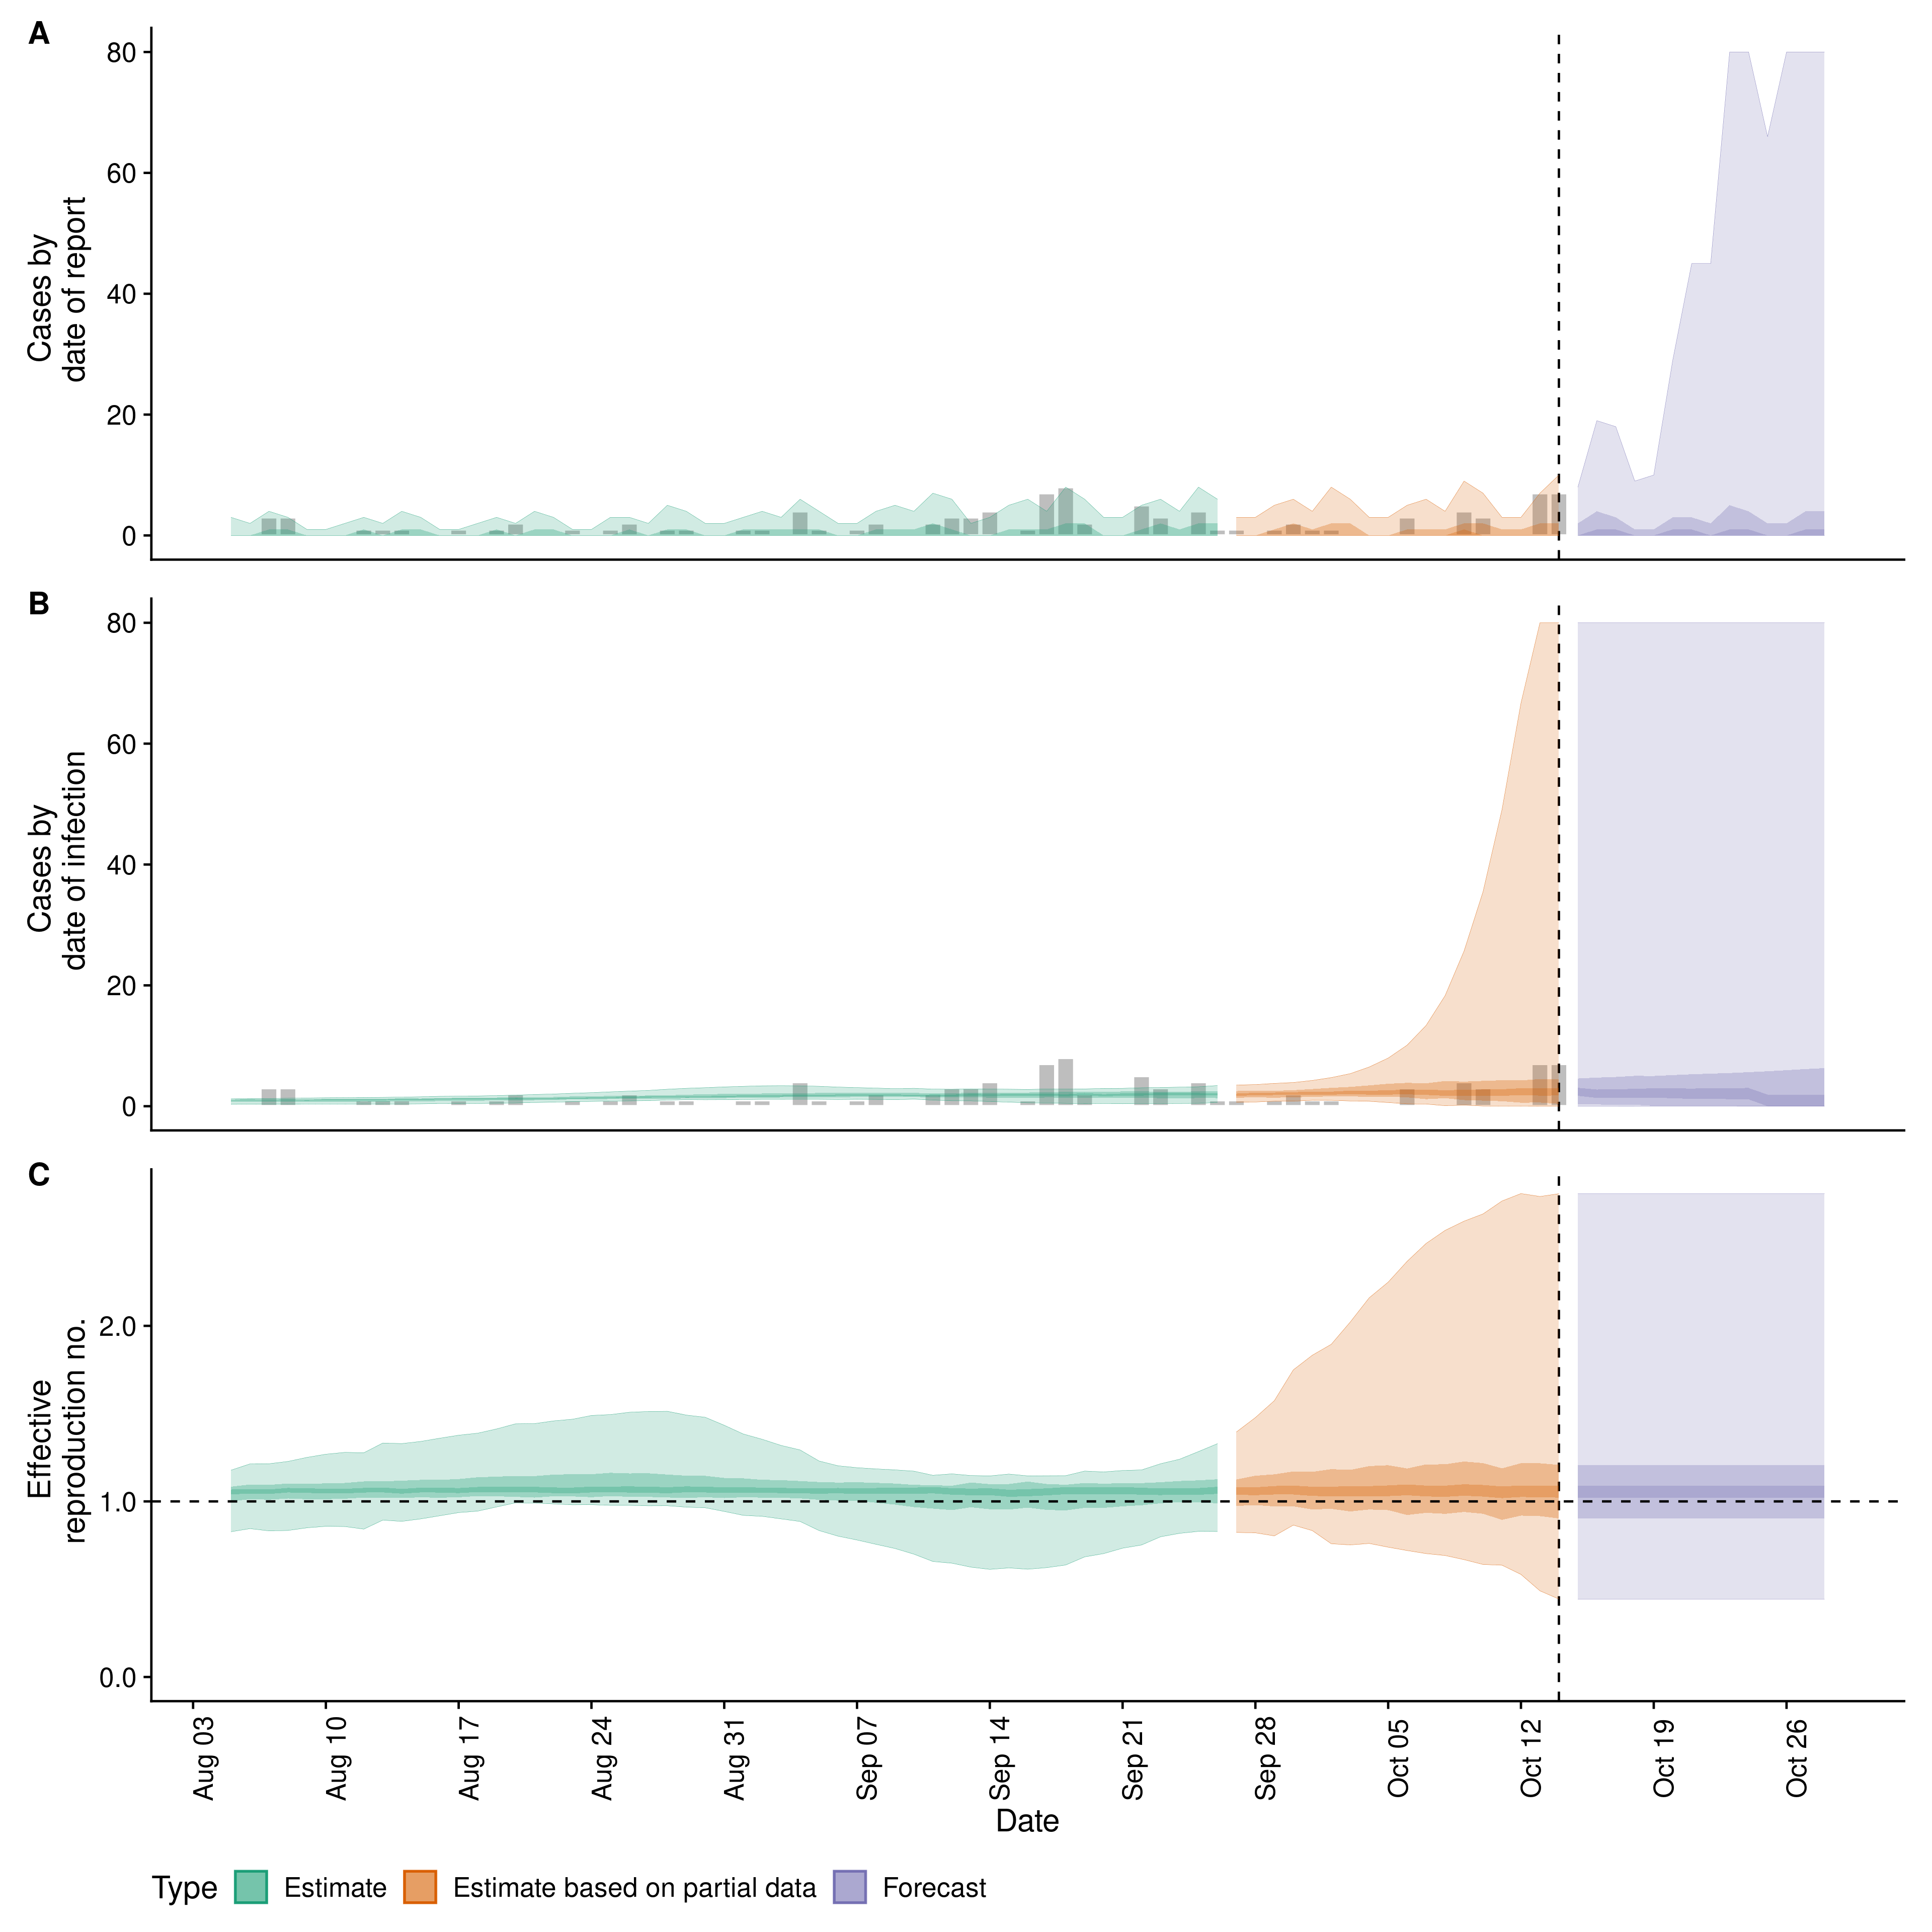 A
80
60
40
20
0
Cases by
date of report
B
80
60
40
20
0
Cases by
date of infection
C
2.0
1.0
0.0
Effective
reproduction no.
Aug 03
Aug 10
Aug 17
Aug 24
Aug 31
Sep 07
Sep 14
Sep 21
Sep 28
Oct 05
Oct 12
Oct 19
Oct 26
Date
Type Estimate Estimate based on partial data Forecast